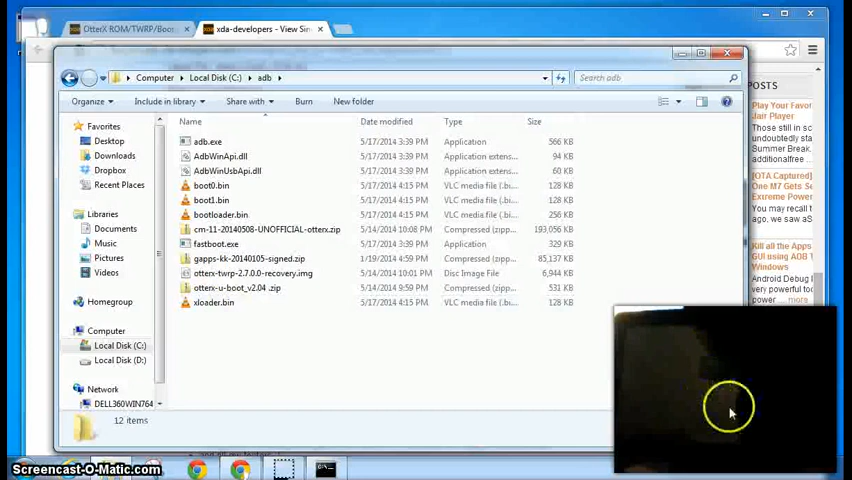 OtterX ROM/TWRP/Boo
xda-developers - View Sin
Computer Local Disk (C:) adb
Search adb
Organize Include in library Share with Burn New folder
Name Date modified Type Size
Favorites
Desktop
Downloads
Dropbox
Recent Places
Libraries
Documents
Music
Pictures
Videos
Homegroup
Computer
Local Disk (C:)
Local Disk (D:)
Network
DELL360WIN764
adb.exe 5/17/2014 3:39 PM Application 566 KB
AdbWinApi.dll 5/17/2014 3:39 PM Application extens... 94 KB
AdbWinUsbApi.dll 5/17/2014 3:39 PM Application extens... 60 KB
boot0.bin 5/17/2014 4:15 PM VLC media file (.bi... 128 KB
boot1.bin 5/17/2014 4:15 PM VLC media file (.bi... 128 KB
bootloader.bin 5/17/2014 4:15 PM VLC media file (.bi... 256 KB
cm-11-20140508-UNOFFICIAL-otterx.zip 5/14/2014 10:08 PM Compressed (zipp... 193,056 KB
fastboot.exe 5/17/2014 3:39 PM Application 329 KB
gapps-kk-20140105-signed.zip 1/19/2014 4:59 PM Compressed (zipp... 85,137 KB
otterx-twrp-2.7.0.0-recovery.img 5/14/2014 10:01 PM Disc Image File 6,944 KB
otterx-u-boot_v2.04 .zip 5/14/2014 9:59 PM Compressed (zipp... 531 KB
xloader.bin 5/17/2014 4:15 PM VLC media file (.bi... 128 KB
12 items
POSTS
Play Your Favor
Jarr Player
Those still in sc
undoubtedly sta
Summer Break.
additionalfree
[OTA Captured]
One M7 Gets Se
Extreme Power
You may recall t
ago, we saw aS
Kill all the Apps
GUI using AOB T
Windows
Android Debug B
very powerful to
power ... more
Screencast-O-Matic.com